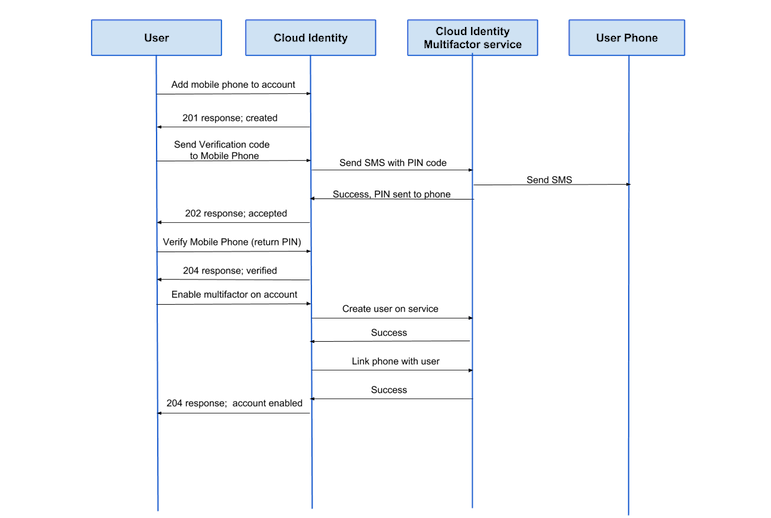 User
Cloud Identity
Cloud Identity
Multifactor service
User Phone
Add mobile phone to account
201 response; created
Send Verification code
to Mobile Phone
Send SMS with PIN code
Send SMS
Success, PIN sent to phone
202 response; accepted
Verify Mobile Phone (return PIN)
204 response; verified
Enable multifactor on account
Create user on service
Success
Link phone with user
Success
204 response;  account enabled